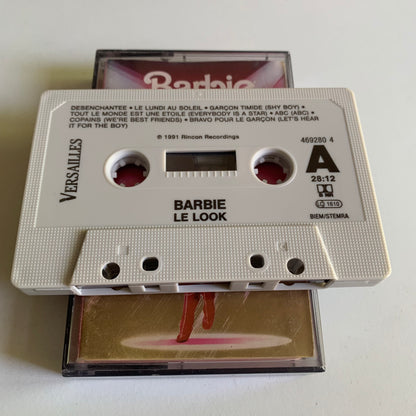 Barbie
DESENCHANTEE • LE LUNDI AU SOLEIL • GARÇON TIMIDE (SHY BOY) •
TOUT LE MONDE EST UNE ETOILE (EVERYBODY IS A STAR) • ABC (ABC) •
COPAINS (WE'RE BEST FRIENDS) • BRAVO POUR LE GARÇON (LET'S HEAR
IT FOR THE BOY)
℗ 1991 Rincon Recordings
469280 4
A
28:12
LC 1610
BIEM/STEMRA
VERSAILLES
BARBIE
LE LOOK